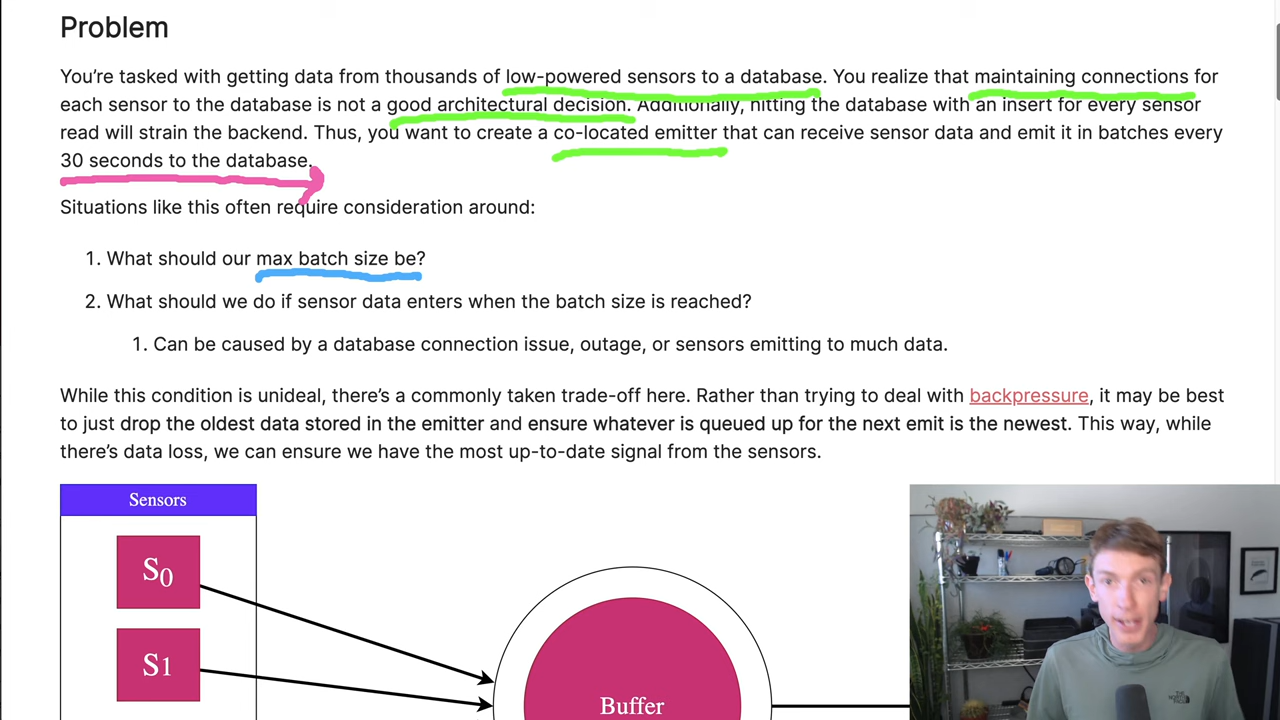 Problem
You’re tasked with getting data from thousands of low-powered sensors to a database. You realize that maintaining connections for
each sensor to the database is not a good architectural decision. Additionally, hitting the database with an insert for every sensor
read will strain the backend. Thus, you want to create a co-located emitter that can receive sensor data and emit it in batches every
30 seconds to the database.
Situations like this often require consideration around:
1. What should our max batch size be?
2. What should we do if sensor data enters when the batch size is reached?
1. Can be caused by a database connection issue, outage, or sensors emitting to much data.
While this condition is unideal, there’s a commonly taken trade-off here. Rather than trying to deal with backpressure, it may be best
to just drop the oldest data stored in the emitter and ensure whatever is queued up for the next emit is the newest. This way, while
there’s data loss, we can ensure we have the most up-to-date signal from the sensors.
Sensors
S0
S1
Buffer
THE NORTH FACE